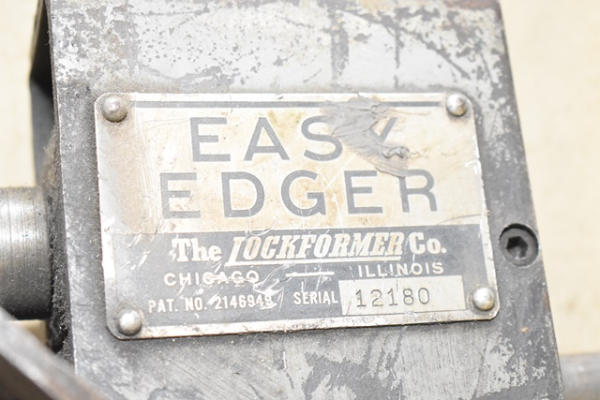 EASY
EDGER
The LOCKFORMER Co.
CHICAGO — ILLINOIS
PAT. NO. 2146949 SERIAL 12180